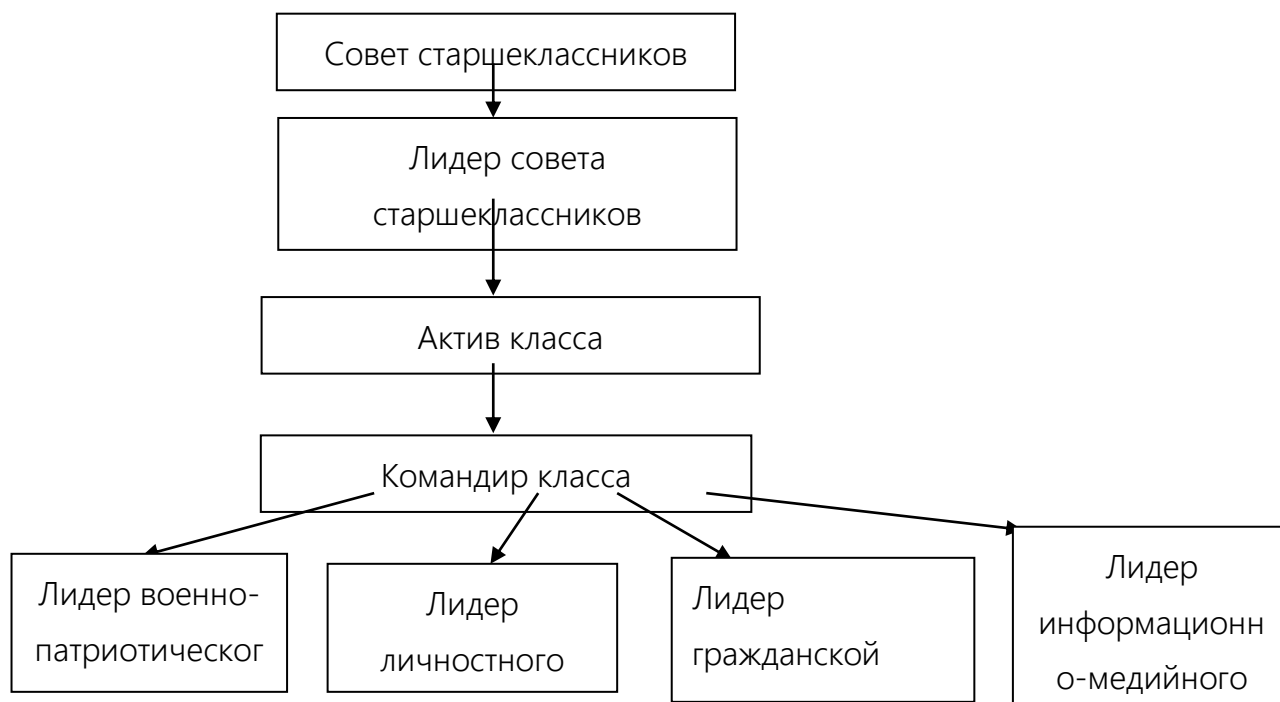 Совет старшеклассников
Лидер совета
старшеклассников
Актив класса
Командир класса
Лидер военно-
патриотическог
Лидер
личностного
Лидер
гражданской
Лидер
информационн
о-медийного